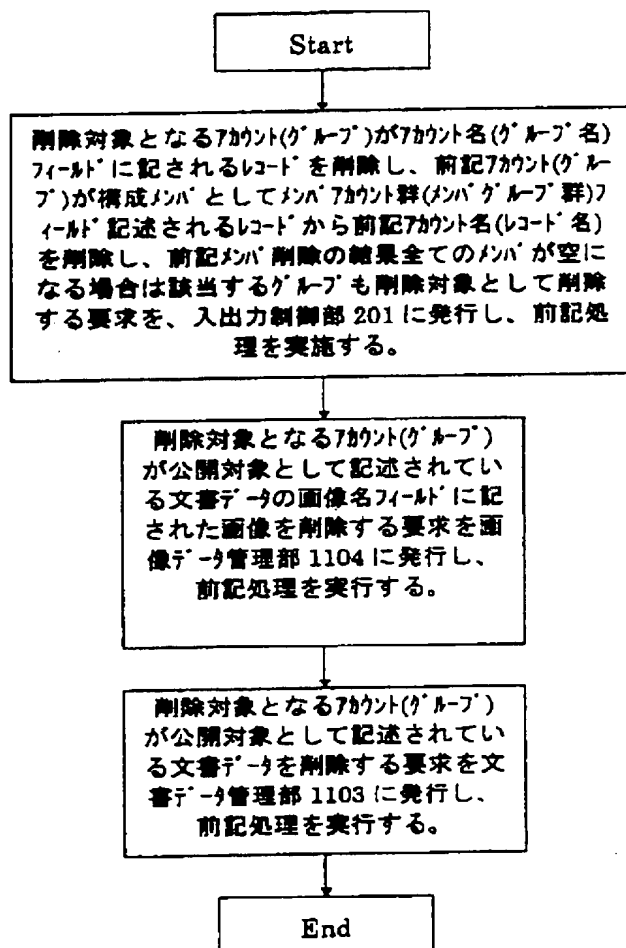 Start
削除対象となるｱｶｳﾝﾄ(ｸﾞﾙｰﾌﾟ)がｱｶｳﾝﾄ名(ｸﾞﾙｰﾌﾟ名)
ﾌｨｰﾙﾄﾞに記されるﾚｺｰﾄﾞを削除し、前記ｱｶｳﾝﾄ(ｸﾞﾙｰ
ﾌﾟ)が構成ﾒﾝﾊﾞとしてﾒﾝﾊﾞｱｶｳﾝﾄ群(ﾒﾝﾊﾞｸﾞﾙｰﾌﾟ群)ﾌ
ｨｰﾙﾄﾞ記述されるﾚｺｰﾄﾞから前記ｱｶｳﾝﾄ名(ﾚｺｰﾄﾞ名)
を削除し、前記ﾒﾝﾊﾞ削除の結果全てのﾒﾝﾊﾞが空に
なる場合は該当するｸﾞﾙｰﾌﾟも削除対象として削除
する要求を、入出力制御部201に発行し、前記処
理を実施する。
削除対象となるｱｶｳﾝﾄ(ｸﾞﾙｰﾌﾟ)
が公開対象として記述されてい
る文書ﾃﾞｰﾀの画像名ﾌｨｰﾙﾄﾞに記
された画像を削除する要求を画
像ﾃﾞｰﾀ管理部1104に発行し、
前記処理を実行する。
削除対象となるｱｶｳﾝﾄ(ｸﾞﾙｰﾌﾟ)
が公開対象として記述されてい
る文書ﾃﾞｰﾀを削除する要求を文
書ﾃﾞｰﾀ管理部1103に発行し、
前記処理を実行する。
End